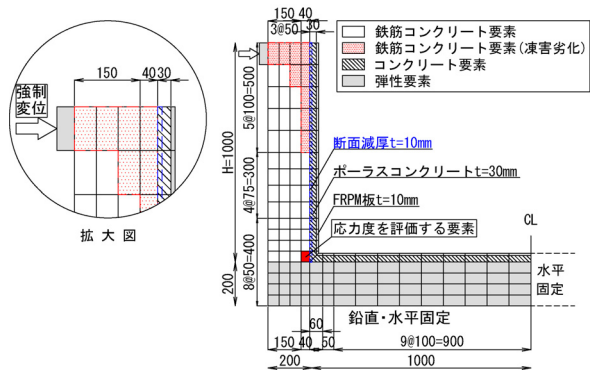 150 40
3@50 30
鉄筋コンクリート要素
鉄筋コンクリート要素(凍害劣化)
コンクリート要素
弾性要素
150 40 30
強制
変位
拡大図
H=1000
200
5@100=500
4@75=300
8@50=400
断面減厚t=10mm
ポーラスコンクリートt=30mm
FRPM板t=10mm
応力度を評価する要素
CL
水平
固定
鉛直・水平固定
60
150 40 50 9@100=900
200 1000